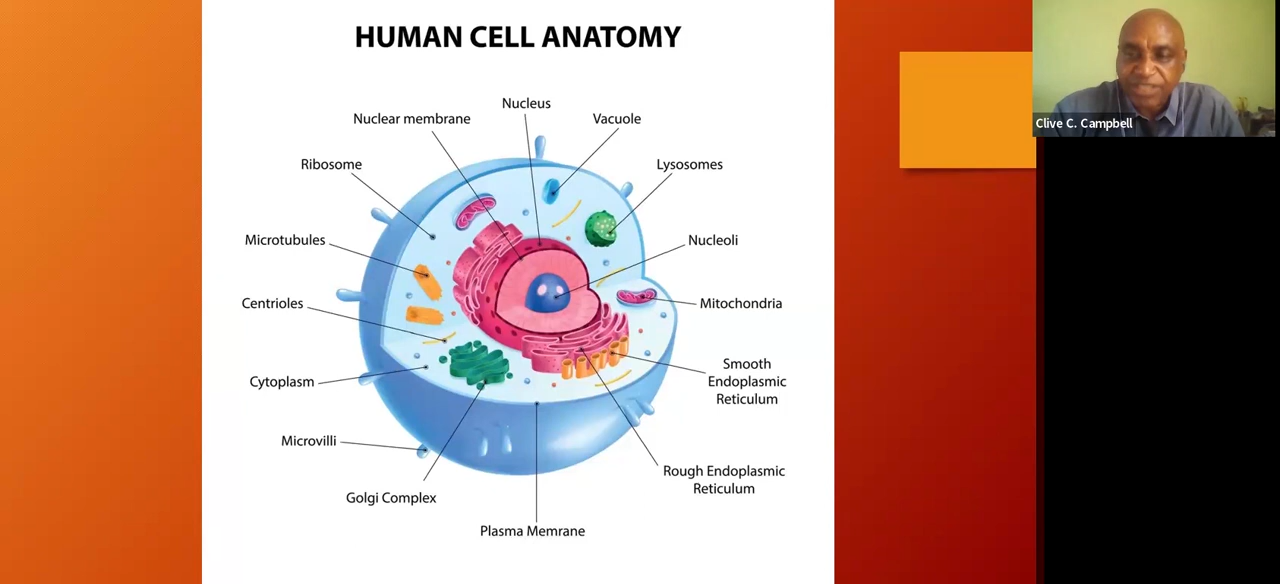 HUMAN CELL ANATOMY
Nucleus
Nuclear membrane
Vacuole
Ribosome
Lysosomes
Microtubules
Nucleoli
Centrioles
Mitochondria
Smooth
Endoplasmic
Reticulum
Cytoplasm
Microvilli
Rough Endoplasmic
Reticulum
Golgi Complex
Plasma Memrane
Clive C. Campbell